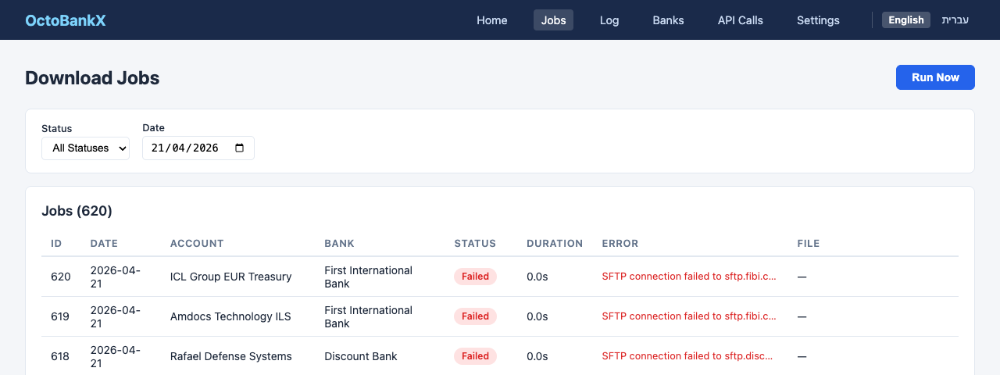 OctoBankX Home Jobs Log Banks API Calls Settings English עברית
Download Jobs Run Now
Status Date
All Statuses 21/04/2026
Jobs (620)
ID DATE ACCOUNT BANK STATUS DURATION ERROR FILE
620 2026-04-21 ICL Group EUR Treasury First International Bank Failed 0.0s SFTP connection failed to sftp.fibi.c... —
619 2026-04-21 Amdocs Technology ILS First International Bank Failed 0.0s SFTP connection failed to sftp.fibi.c... —
618 2026-04-21 Rafael Defense Systems Discount Bank Failed 0.0s SFTP connection failed to sftp.disc... —